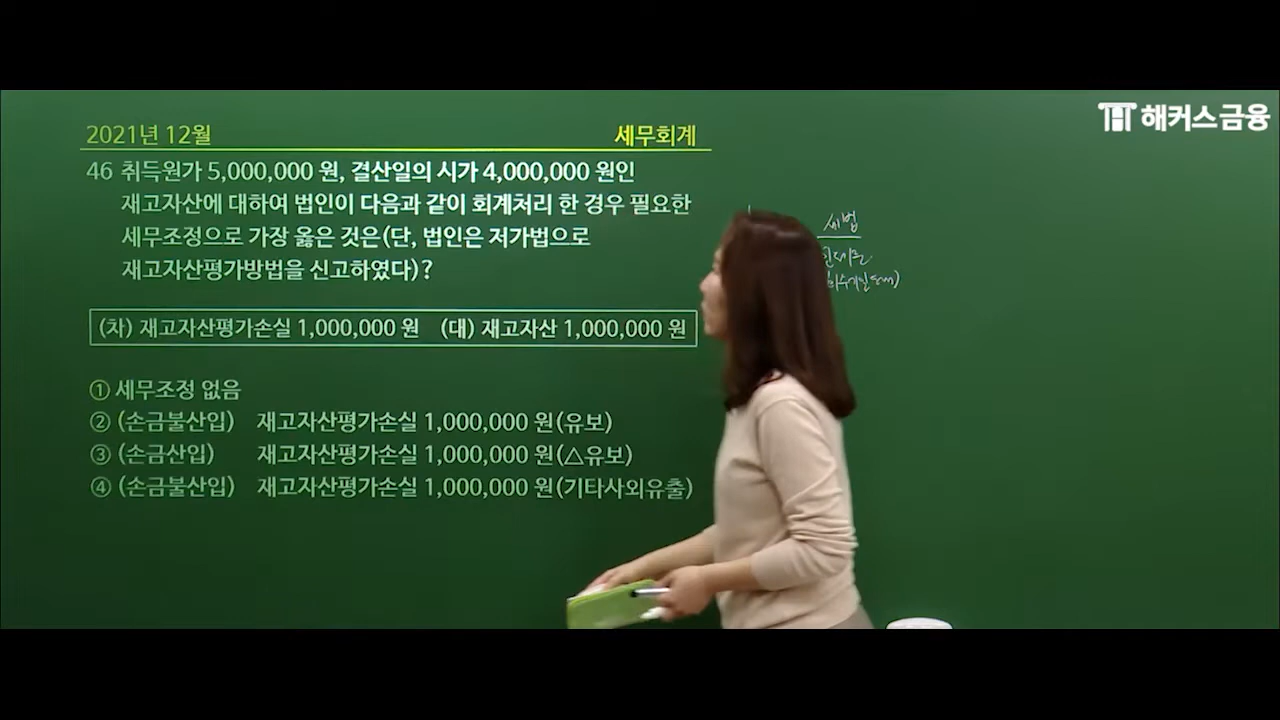 해커스금융
2021년 12월 세무회계
46 취득원가 5,000,000 원, 결산일의 시가 4,000,000 원인
재고자산에 대하여 법인이 다음과 같이 회계처리 한 경우 필요한
세무조정으로 가장 옳은 것은(단, 법인은 저가법으로
재고자산평가방법을 신고하였다)?
(차) 재고자산평가손실 1,000,000 원 (대) 재고자산 1,000,000 원
① 세무조정 없음
② (손금불산입) 재고자산평가손실 1,000,000 원(유보)
③ (손금산입) 재고자산평가손실 1,000,000 원(△유보)
④ (손금불산입) 재고자산평가손실 1,000,000 원(기타사외유출)
세법